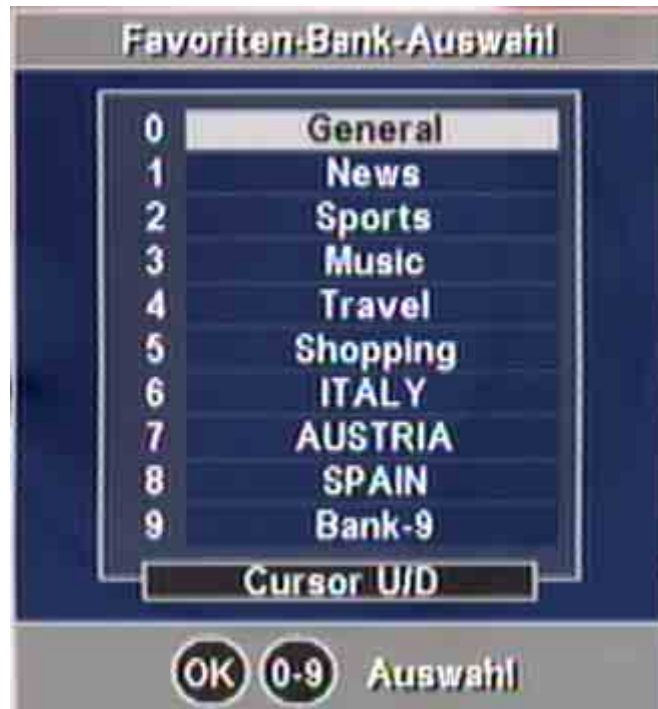 Favoriten-Bank-Auswahl
0 General
1 News
2 Sports
3 Music
4 Travel
5 Shopping
6 ITALY
7 AUSTRIA
8 SPAIN
9 Bank-9
Cursor U/D
OK 0-9 Auswahl